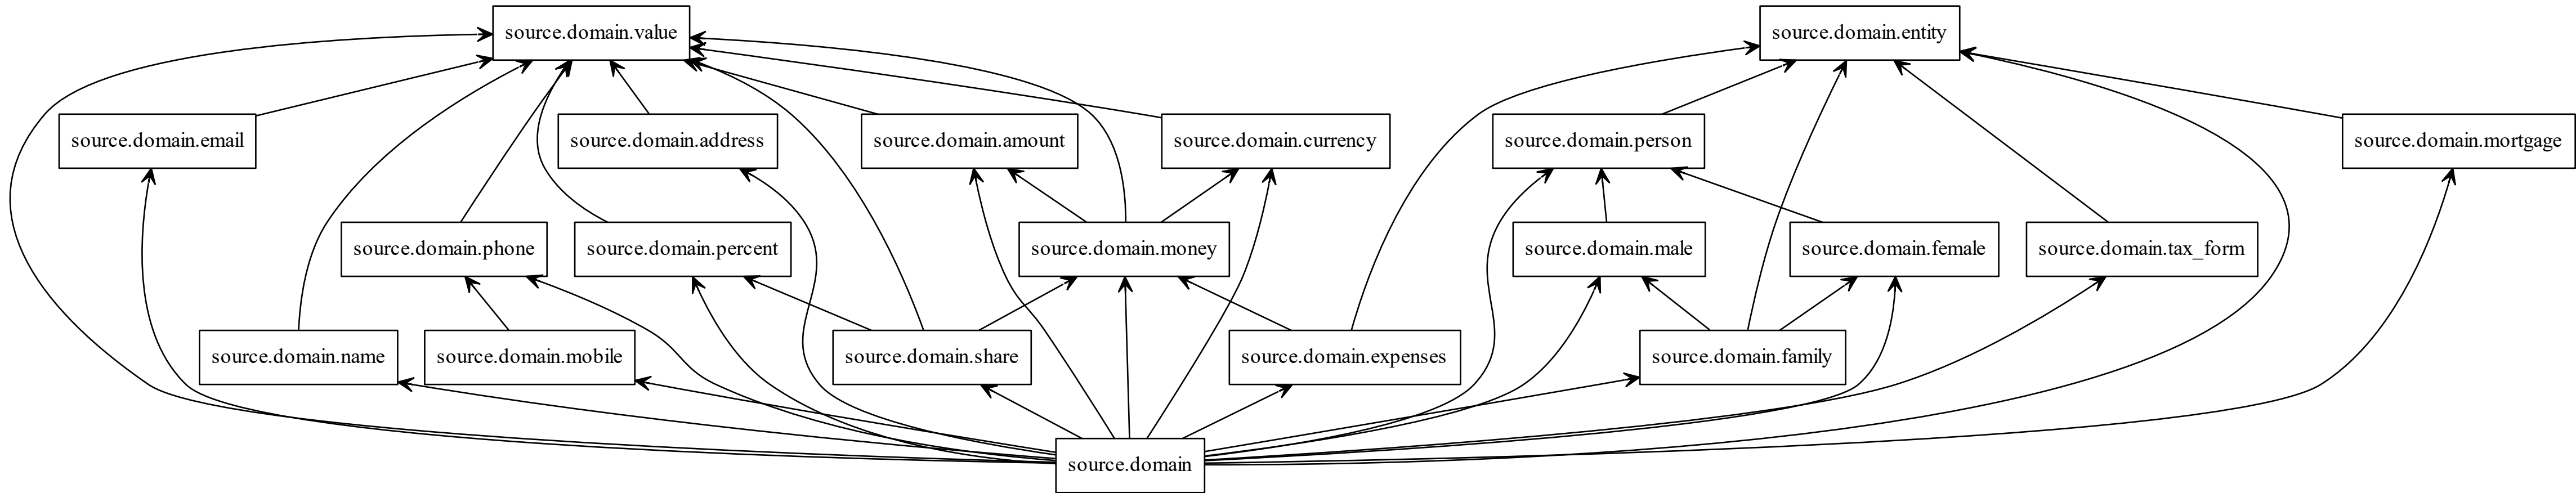 source.domain.value
source.domain.entity
source.domain.email
source.domain.address
source.domain.amount
source.domain.currency
source.domain.person
source.domain.mortgage
source.domain.phone
source.domain.percent
source.domain.money
source.domain.male
source.domain.female
source.domain.tax_form
source.domain.name
source.domain.mobile
source.domain.share
source.domain.expenses
source.domain.family
source.domain